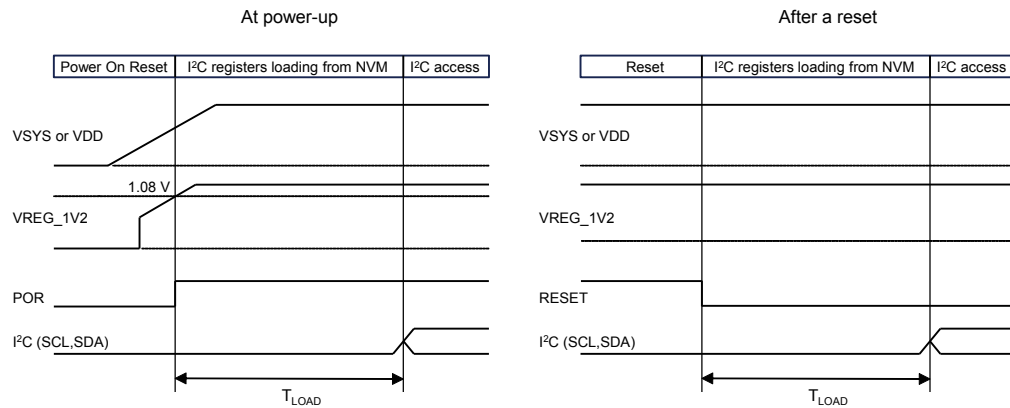 At power-up
After a reset
Power On Reset
I²C registers loading from NVM
I²C access
Reset
I²C registers loading from NVM
I²C access
VSYS or VDD
VSYS or VDD
1.08 V
VREG_1V2
VREG_1V2
POR
RESET
I²C (SCL,SDA)
I²C (SCL,SDA)
TLOAD
TLOAD